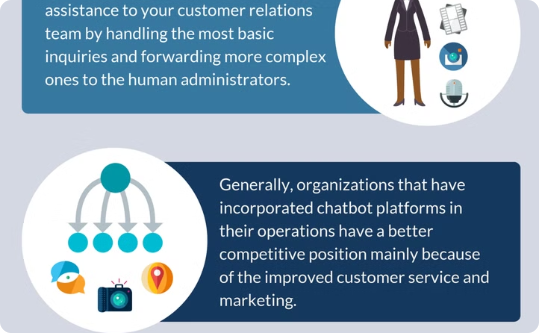 assistance to your customer relations
team by handling the most basic
inquiries and forwarding more complex
ones to the human administrators.
Generally, organizations that have
incorporated chatbot platforms in
their operations have a better
competitive position mainly because
of the improved customer service and
marketing.